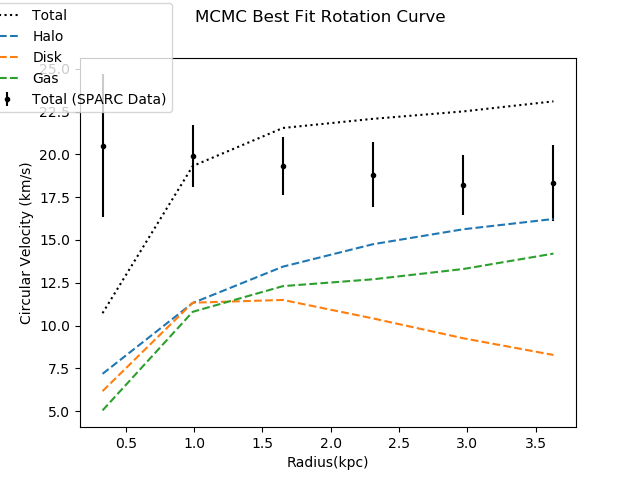 MCMC Best Fit Rotation Curve
Total
Halo
Disk
Gas
Total (SPARC Data)
25.0
22.5
20.0
17.5
15.0
12.5
10.0
7.5
5.0
Circular Velocity (km/s)
0.5 1.0 1.5 2.0 2.5 3.0 3.5
Radius(kpc)